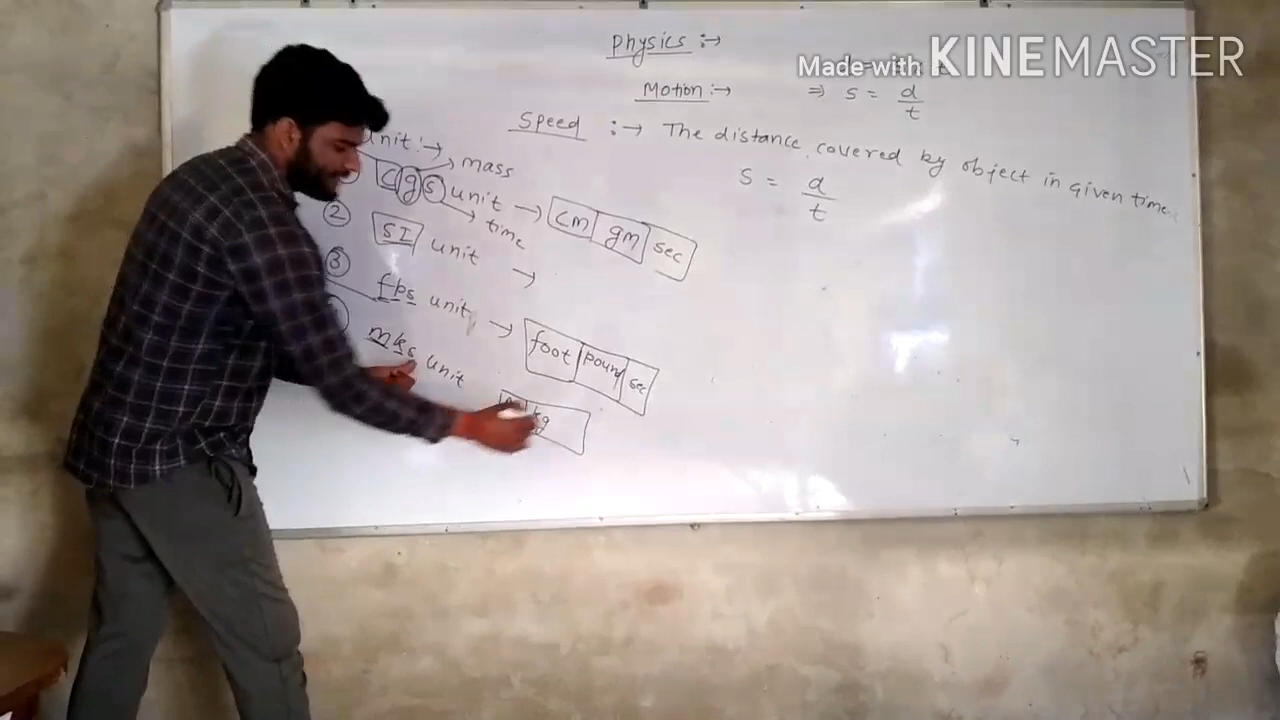 Physics :→
Made with KINEMASTER
Motion :→
⇒ s = d/t
Speed :→ The distance covered by object in given time
s = d/t
unit :→
mass
cgs unit → cm gm sec
time
② SI unit →
③ fps unit → foot pound sec
mks unit
kg